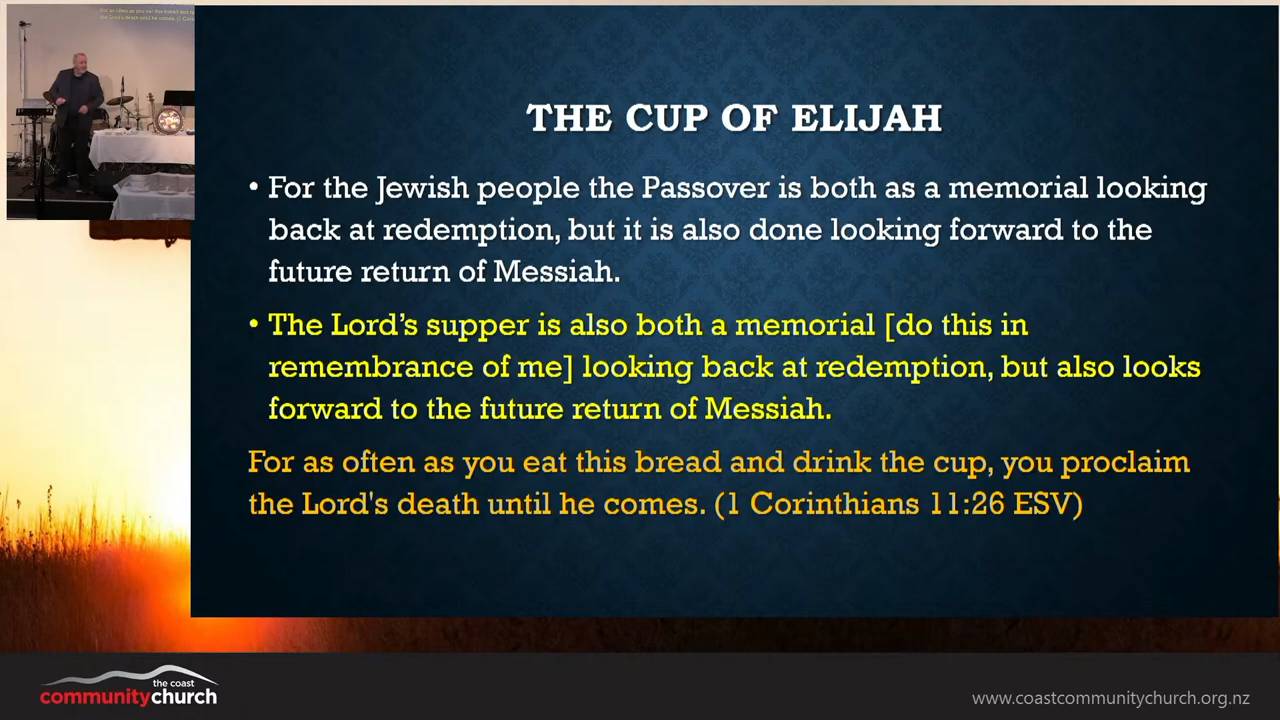 THE CUP OF ELIJAH
• For the Jewish people the Passover is both as a memorial looking
back at redemption, but it is also done looking forward to the
future return of Messiah.
• The Lord's supper is also both a memorial [do this in
remembrance of me] looking back at redemption, but also looks
forward to the future return of Messiah.
For as often as you eat this bread and drink the cup, you proclaim
the Lord's death until he comes. (1 Corinthians 11:26 ESV)
the coast
communitychurch
www.coastcommunitychurch.org.nz